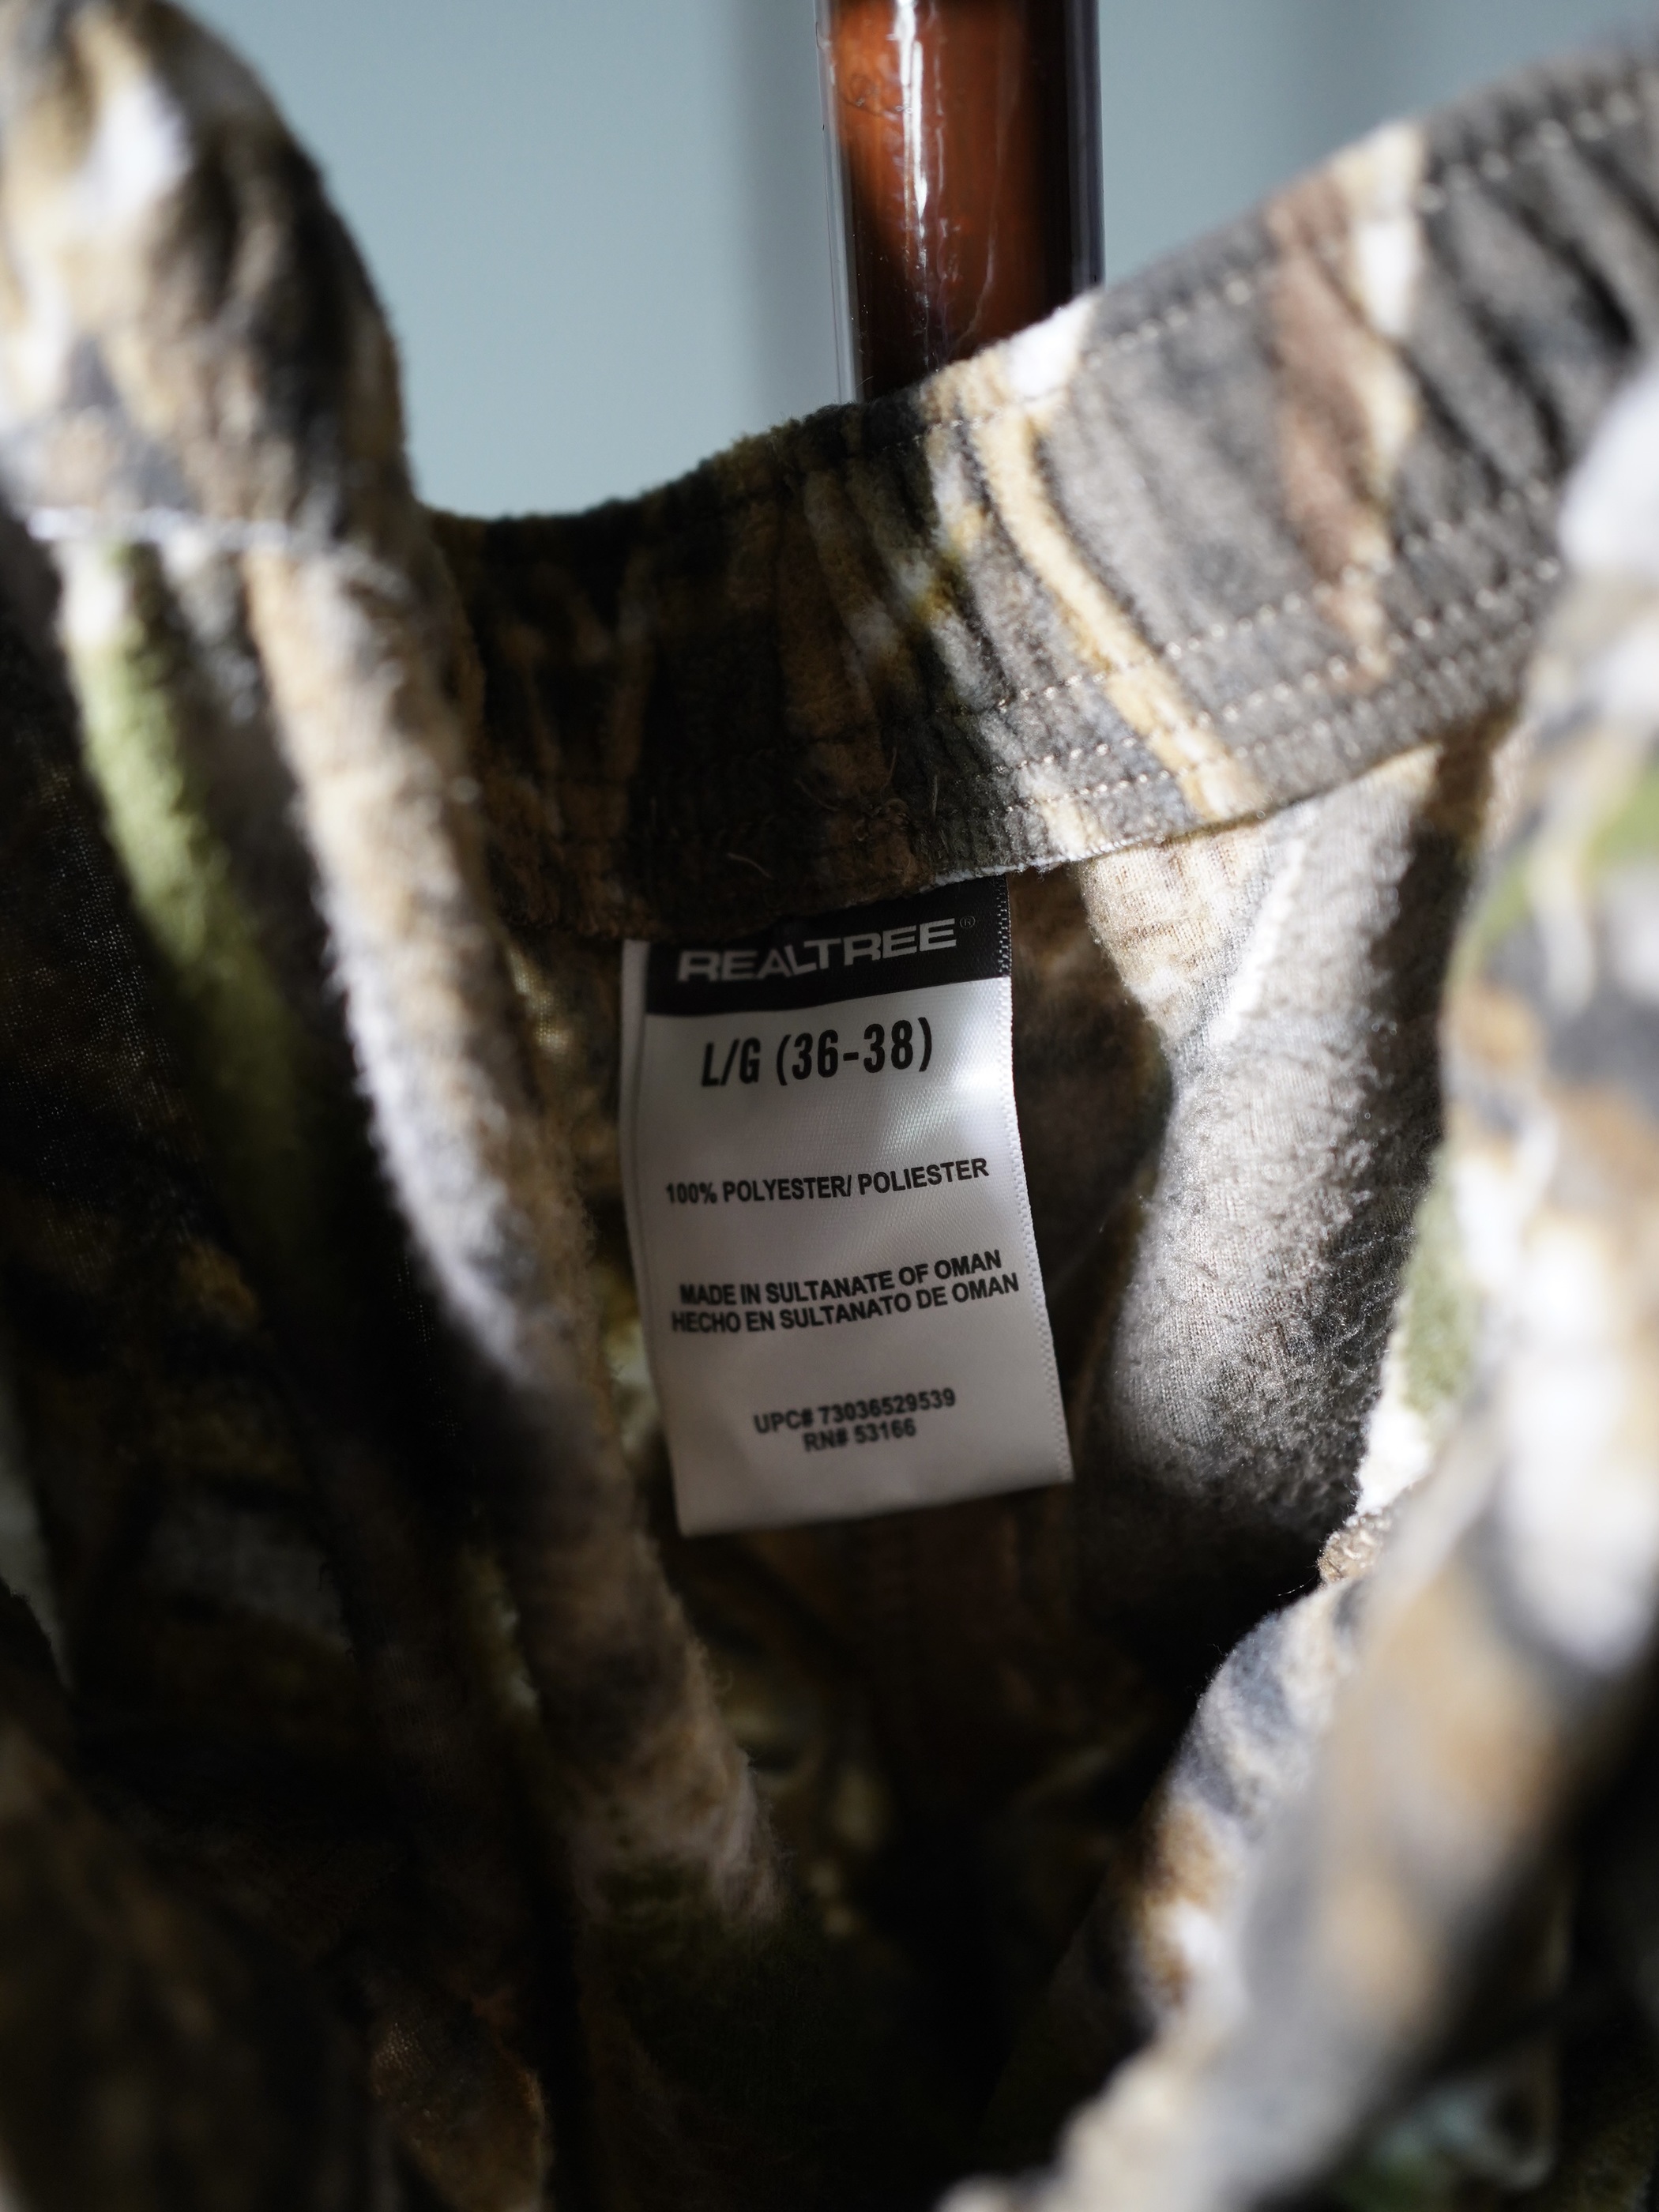 REALTREE®
L/G (36-38)
100% POLYESTER/ POLIESTER
MADE IN SULTANATE OF OMAN
HECHO EN SULTANATO DE OMAN
UPC# 73036529539
RN# 53166